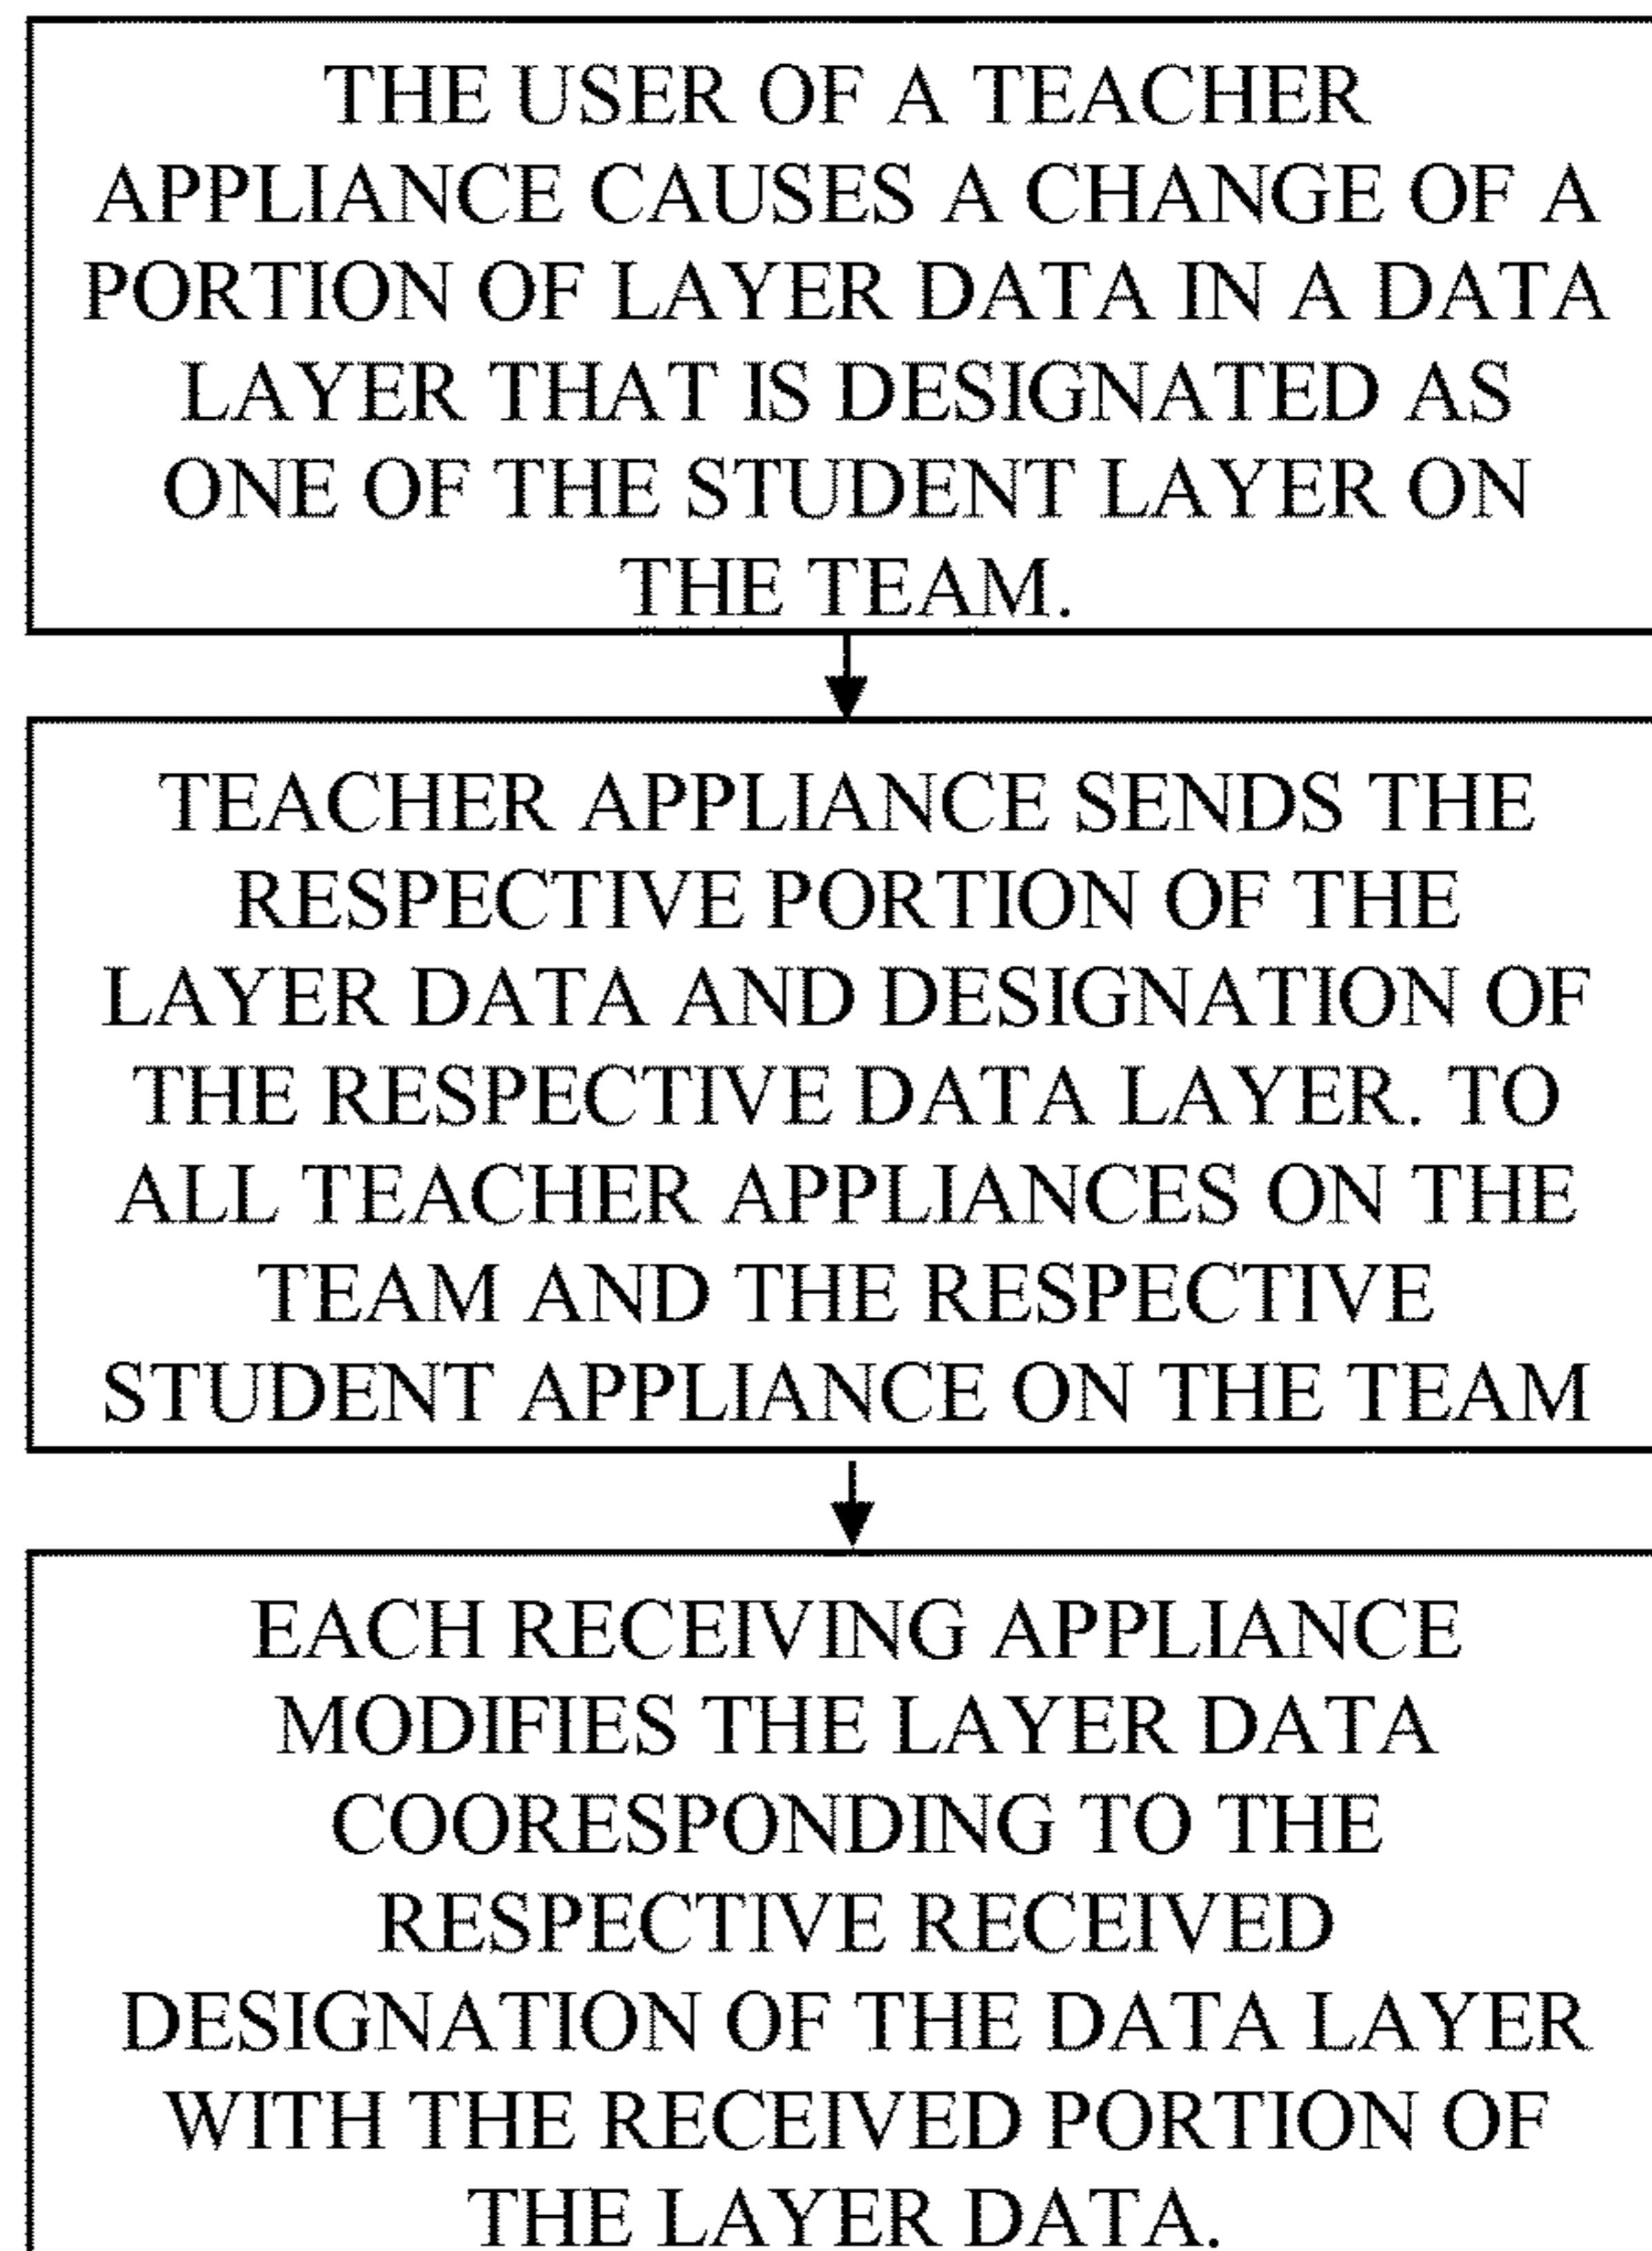 THE USER OF A TEACHER
APPLIANCE CAUSES A CHANGE OF A
PORTION OF LAYER DATA IN A DATA
LAYER THAT IS DESIGNATED AS
ONE OF THE STUDENT LAYER ON
THE TEAM.
TEACHER APPLIANCE SENDS THE
RESPECTIVE PORTION OF THE
LAYER DATA AND DESIGNATION OF
THE RESPECTIVE DATA LAYER. TO
ALL TEACHER APPLIANCES ON THE
TEAM AND THE RESPECTIVE
STUDENT APPLIANCE ON THE TEAM
EACH RECEIVING APPLIANCE
MODIFIES THE LAYER DATA
COORESPONDING TO THE
RESPECTIVE RECEIVED
DESIGNATION OF THE DATA LAYER
WITH THE RECEIVED PORTION OF
THE LAYER DATA.